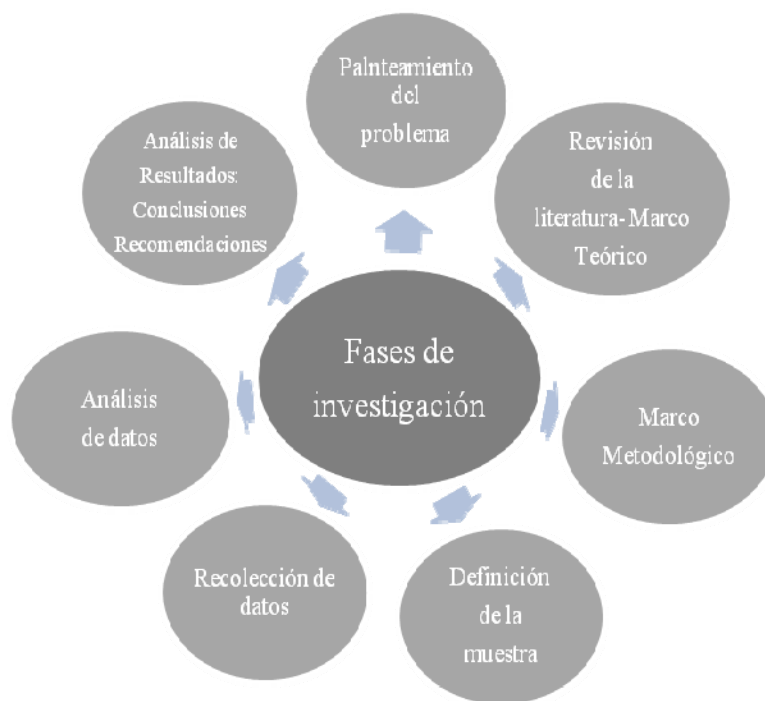 Palnteamiento
del
problema
Revisión
de la
literatura- Marco
Teórico
Marco
Metodológico
Definición
de la
muestra
Recolección de
datos
Análisis
de datos
Análisis de
Resultados:
Conclusiones
Recomendaciones
Fases de
investigación